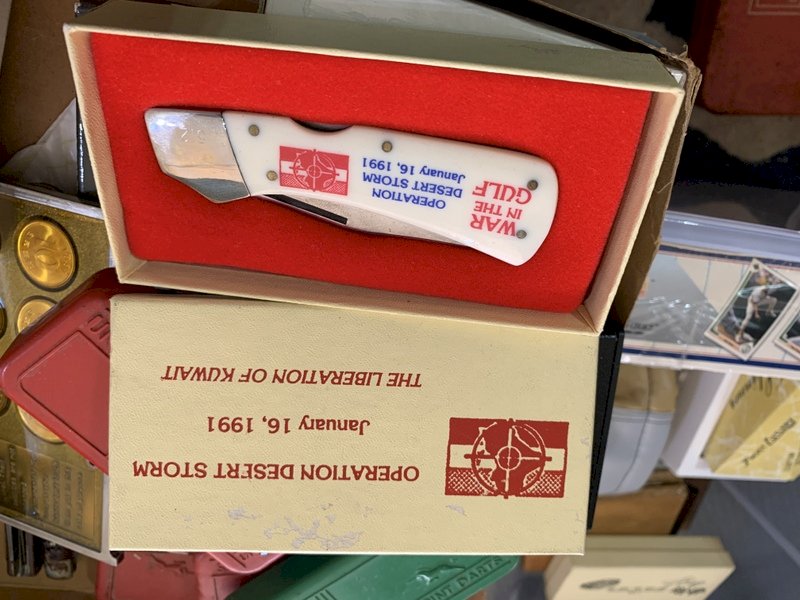 WAR
IN THE
GULF
OPERATION
DESERT STORM
January 16, 1991
OPERATION DESERT STORM
January 16, 1991
THE LIBERATION OF KUWAIT